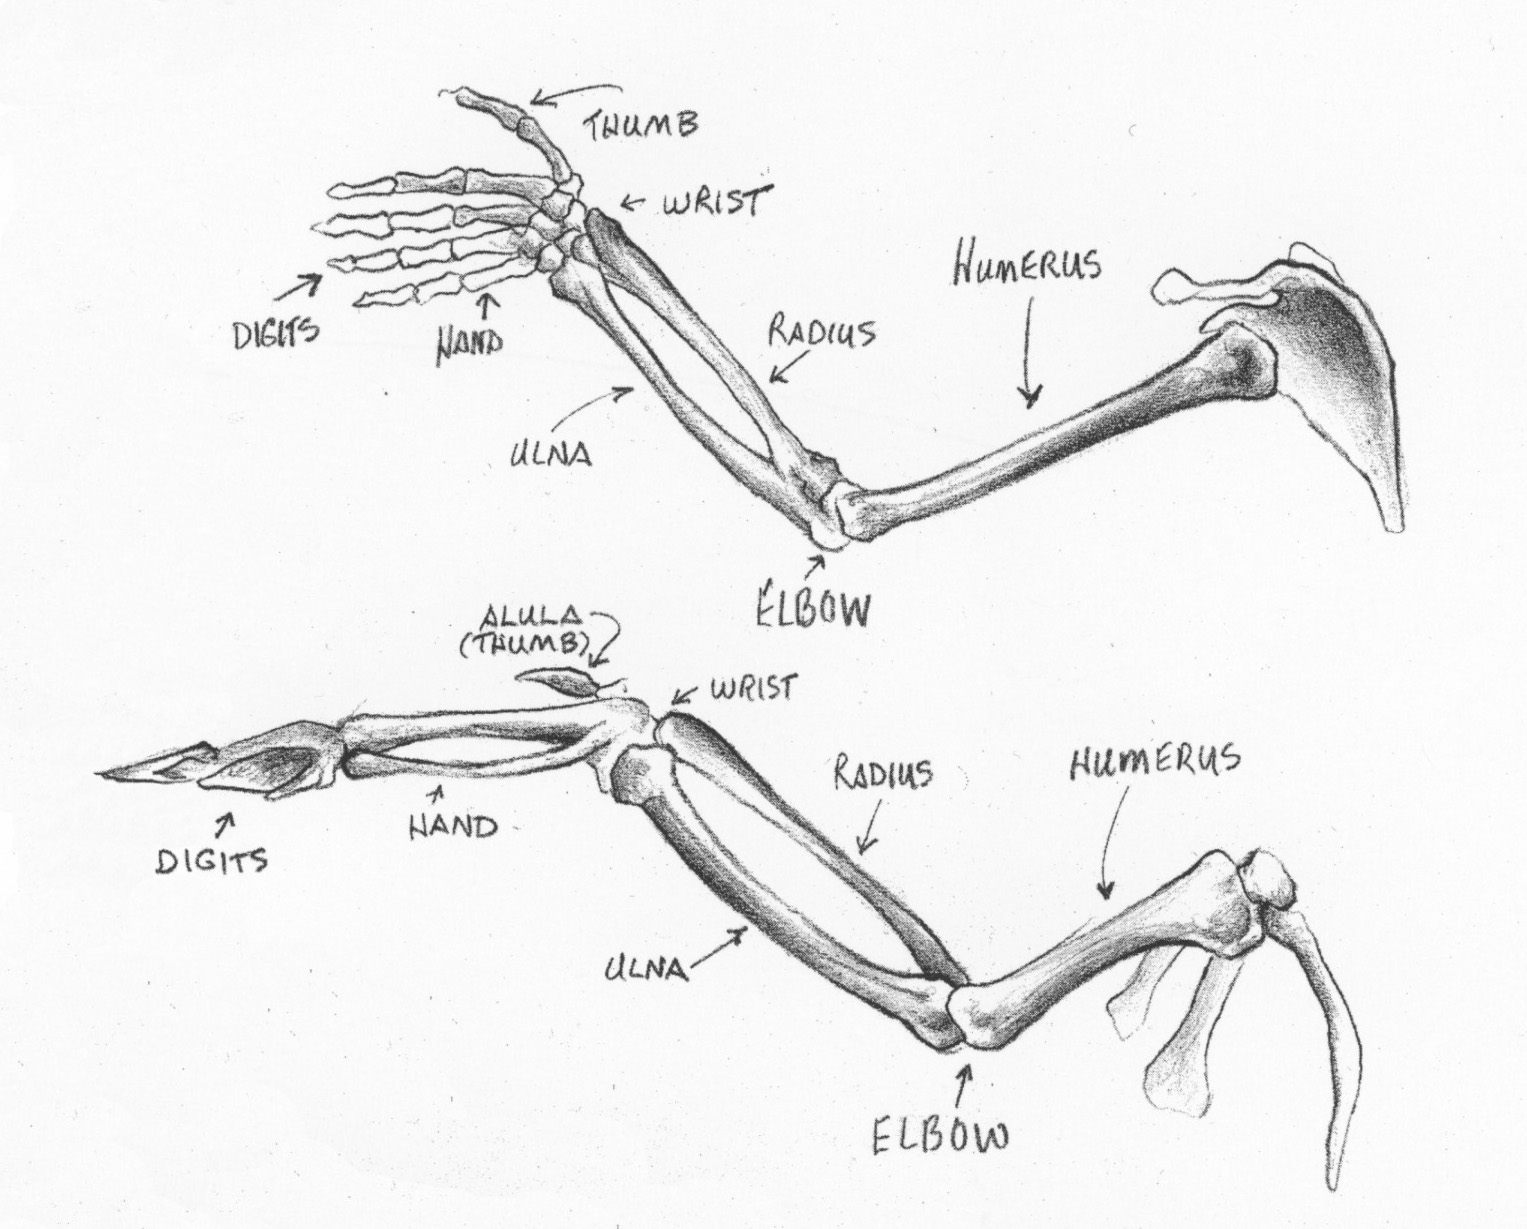 THUMB
WRIST
HUMERUS
DIGITS
HAND
RADIUS
ULNA
ELBOW
ALULA
(THUMB)
WRIST
RADIUS
HUMERUS
HAND
DIGITS
ULNA
ELBOW